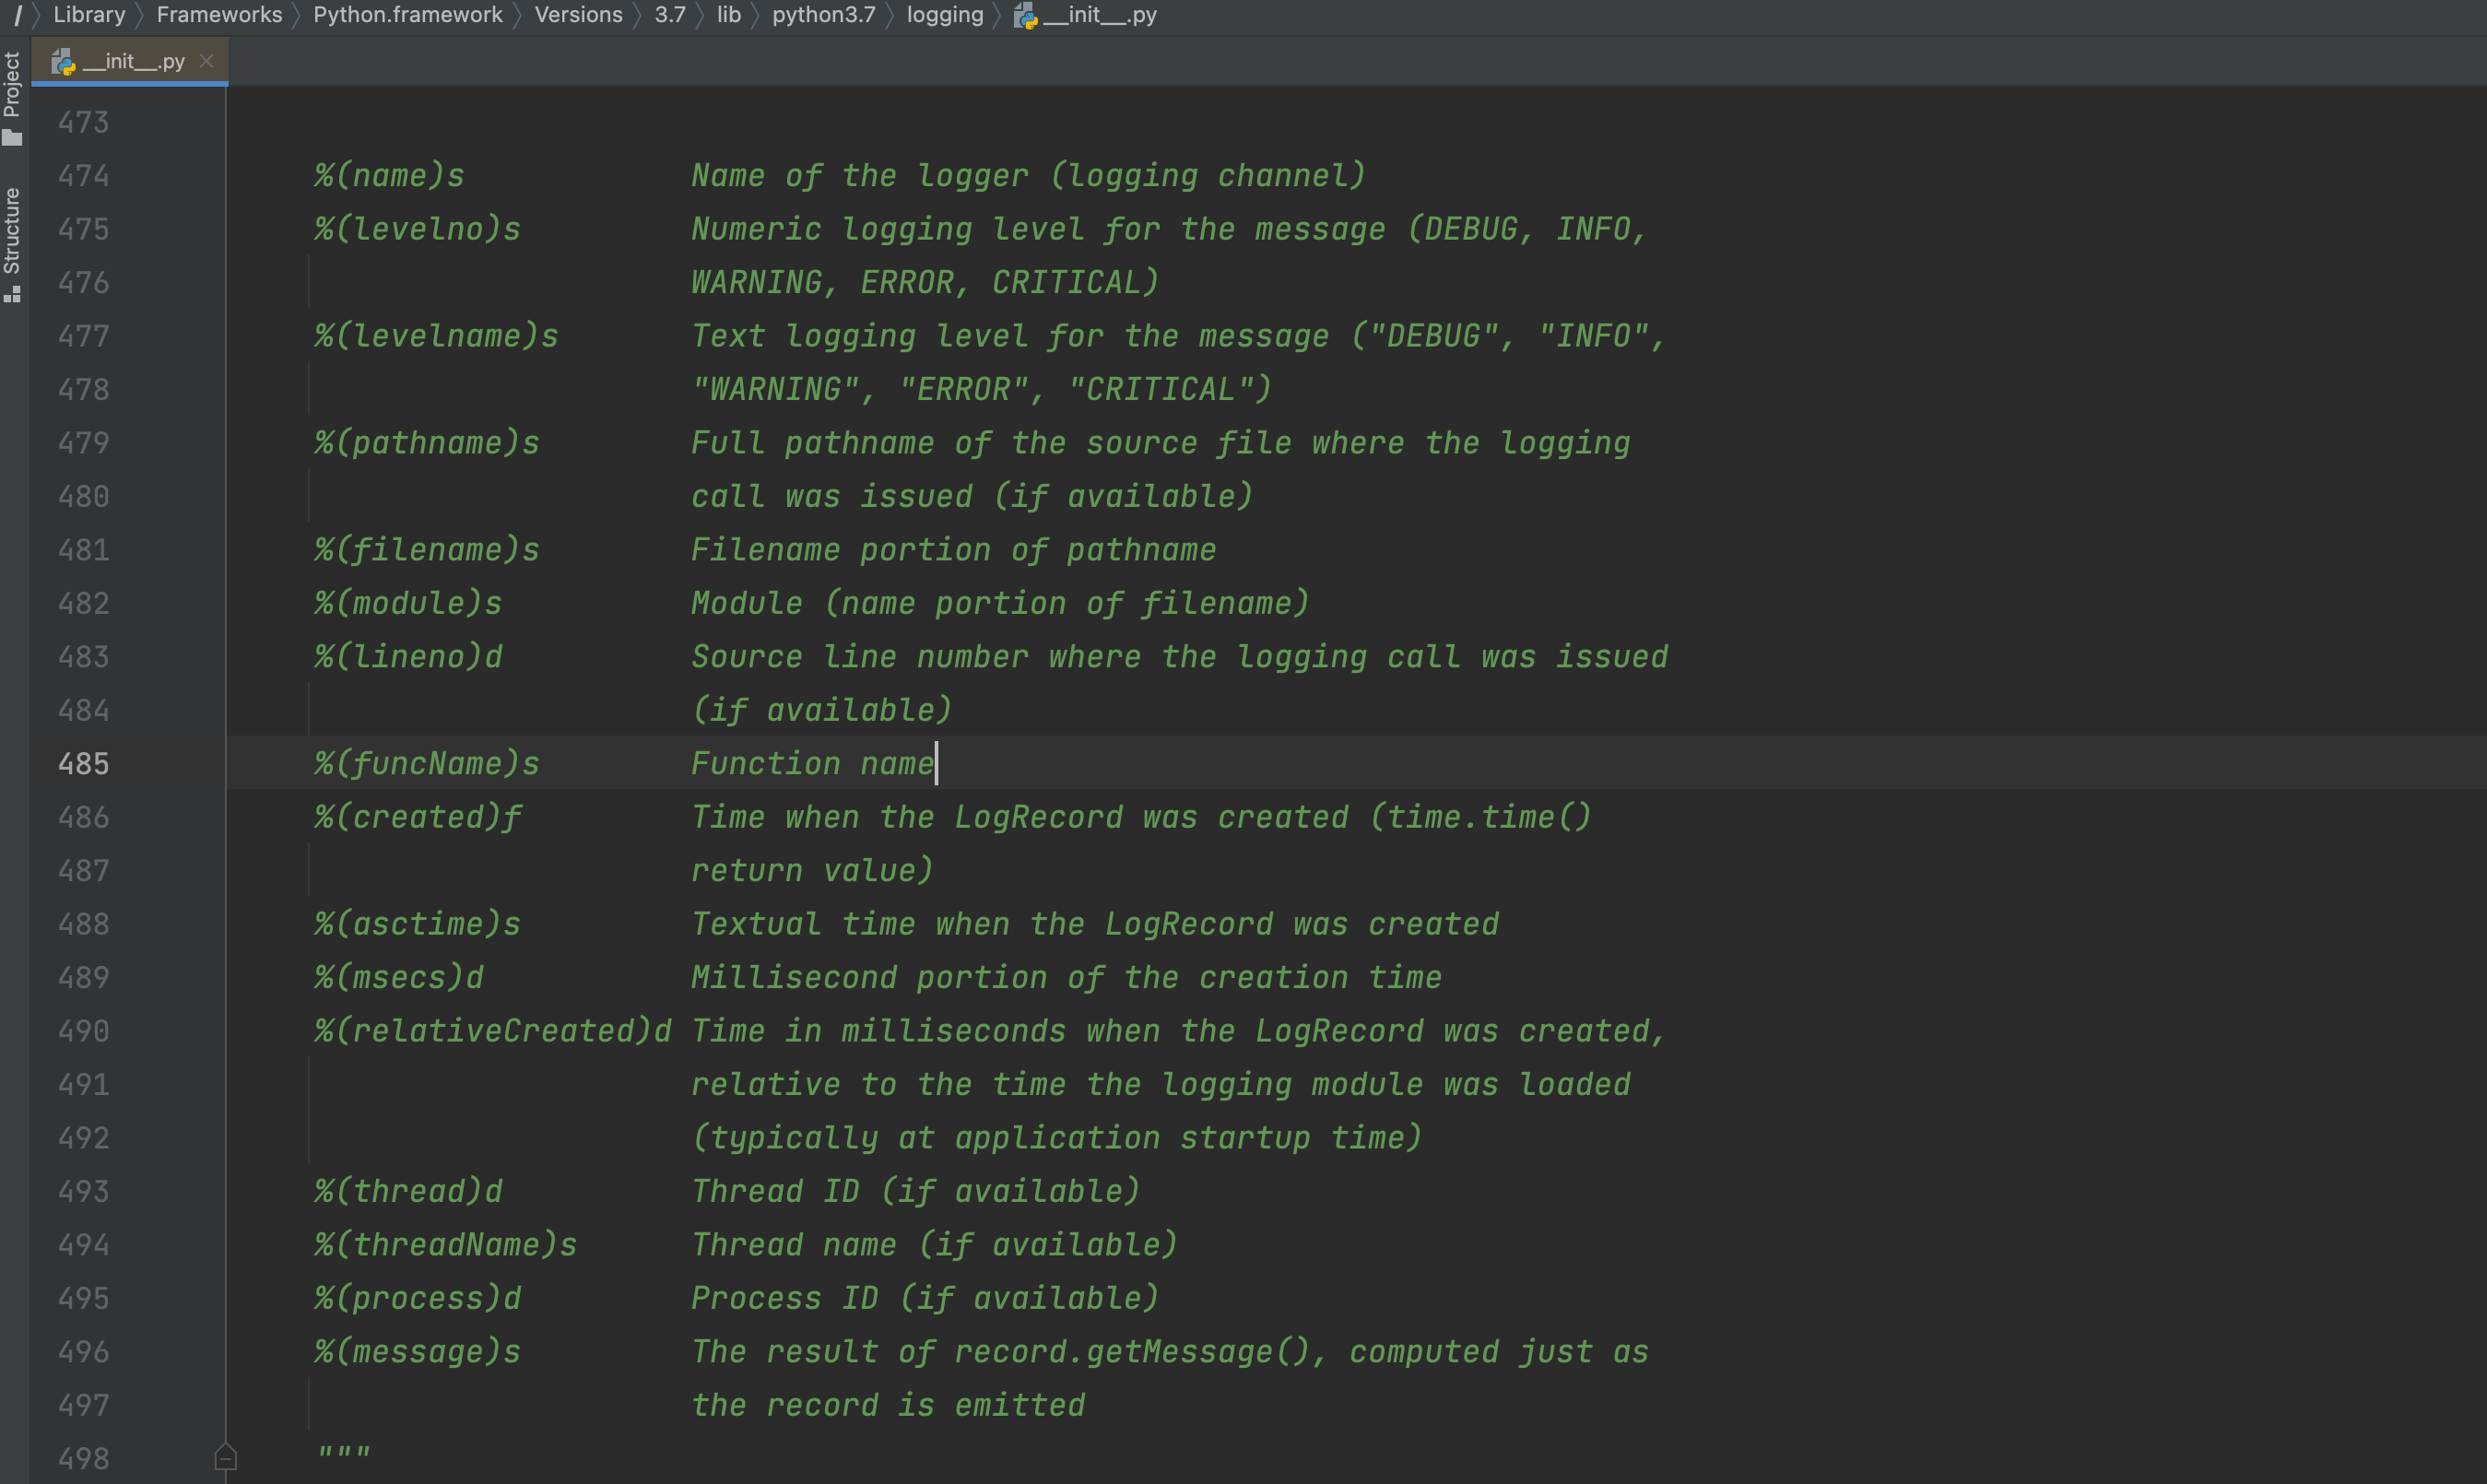 / Library Frameworks Python.framework Versions 3.7 lib python3.7 logging __init__.py
__init__.py
Project
Structure
473
474 %(name)s Name of the logger (logging channel)
475 %(levelno)s Numeric logging level for the message (DEBUG, INFO,
476 WARNING, ERROR, CRITICAL)
477 %(levelname)s Text logging level for the message ("DEBUG", "INFO",
478 "WARNING", "ERROR", "CRITICAL")
479 %(pathname)s Full pathname of the source file where the logging
480 call was issued (if available)
481 %(filename)s Filename portion of pathname
482 %(module)s Module (name portion of filename)
483 %(lineno)d Source line number where the logging call was issued
484 (if available)
485 %(funcName)s Function name
486 %(created)f Time when the LogRecord was created (time.time()
487 return value)
488 %(asctime)s Textual time when the LogRecord was created
489 %(msecs)d Millisecond portion of the creation time
490 %(relativeCreated)d Time in milliseconds when the LogRecord was created,
491 relative to the time the logging module was loaded
492 (typically at application startup time)
493 %(thread)d Thread ID (if available)
494 %(threadName)s Thread name (if available)
495 %(process)d Process ID (if available)
496 %(message)s The result of record.getMessage(), computed just as
497 the record is emitted
498 """